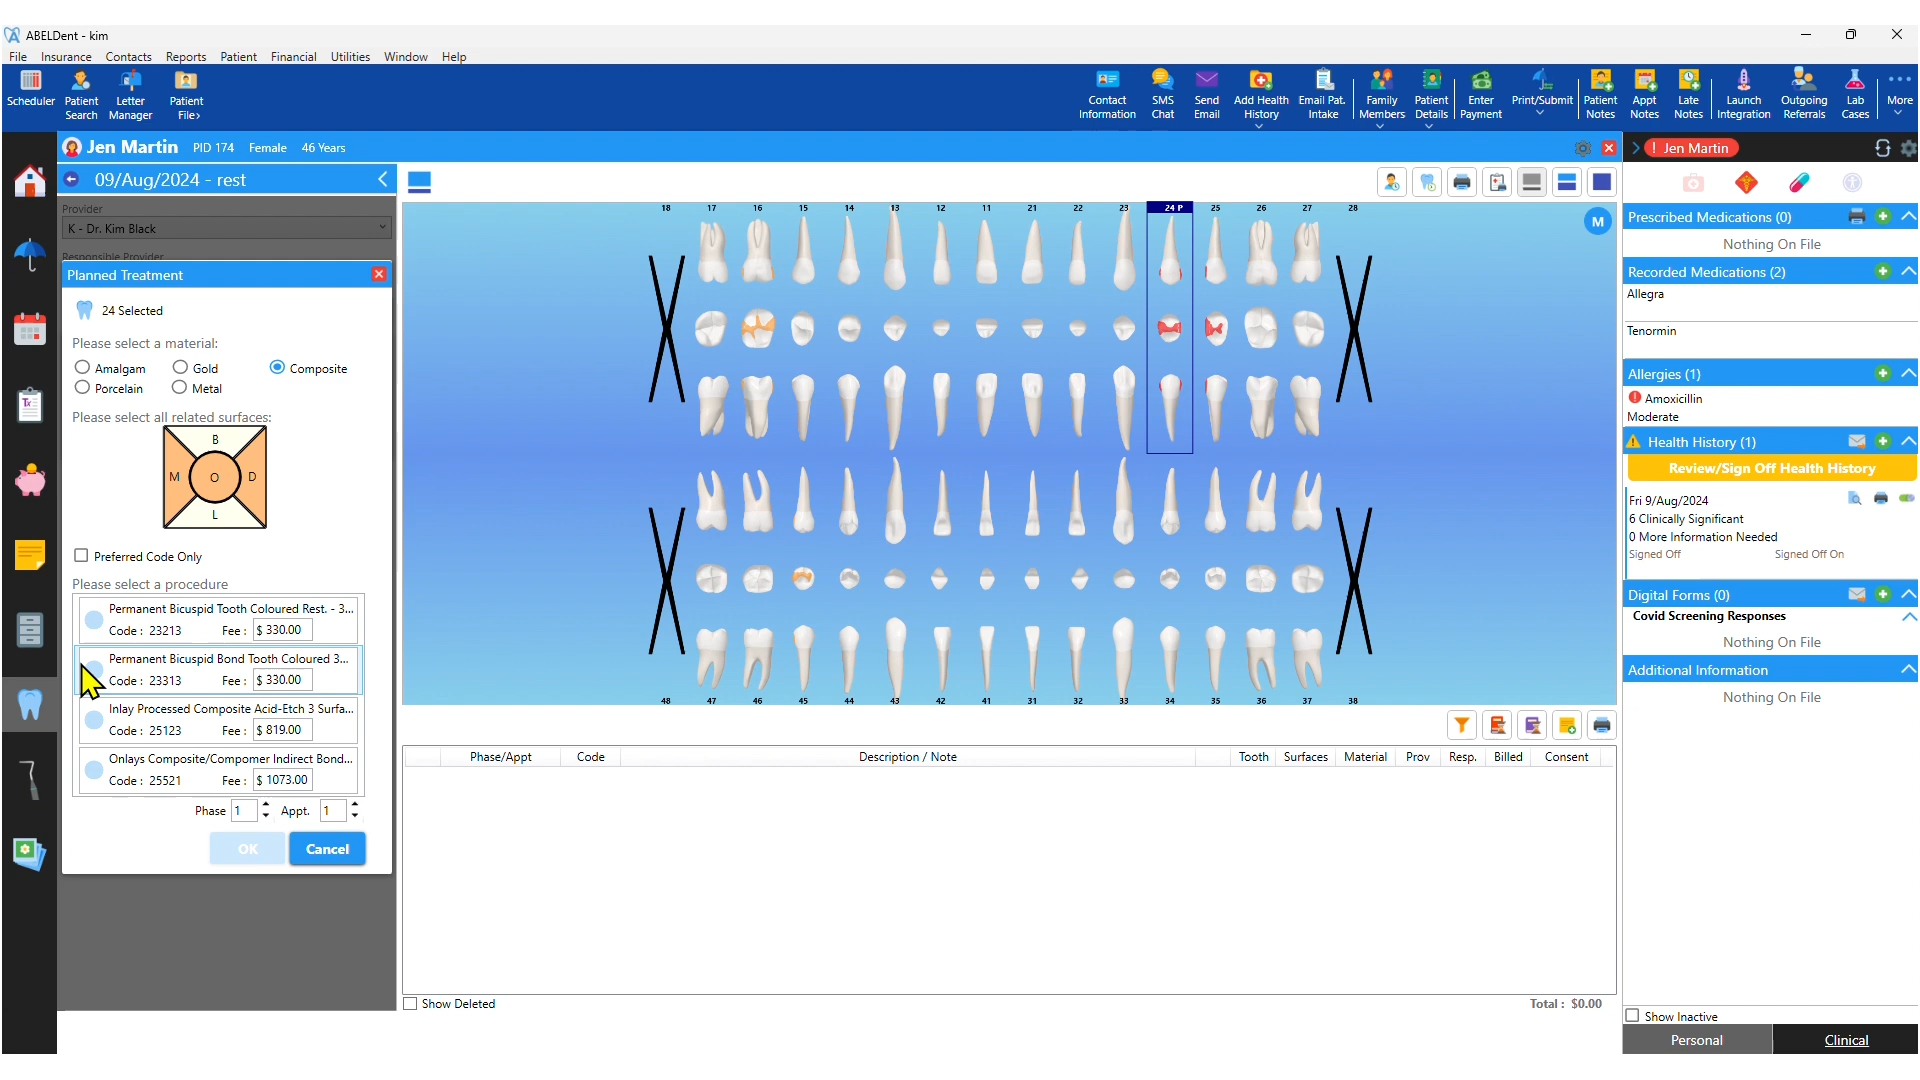 ABELDent - kim
File Insurance Contacts Reports Patient Financial Utilities Window Help
Scheduler
Patient Search
Letter Manager
Patient File›
Contact Information
SMS Chat
Send Email
Add Health History
Email Pat. Intake
Family Members
Patient Details
Enter Payment
Print/Submit
Patient Notes
Appt Notes
Late Notes
Launch Integration
Outgoing Referrals
Lab Cases
More
Jen Martin PID 174 Female 46 Years
09/Aug/2024 - rest
Provider
K - Dr. Kim Black
Responsible Provider
Planned Treatment
24 Selected
Please select a material:
Amalgam Gold Composite
Porcelain Metal
Please select all related surfaces:
B
M O D
L
Preferred Code Only
Please select a procedure
Permanent Bicuspid Tooth Coloured Rest. - 3...
Code : 23213 Fee : $ 330.00
Permanent Bicuspid Bond Tooth Coloured 3...
Code : 23313 Fee : $ 330.00
Inlay Processed Composite Acid-Etch 3 Surfa...
Code : 25123 Fee : $ 819.00
Onlays Composite/Compomer Indirect Bond...
Code : 25521 Fee : $ 1073.00
Phase 1 Appt. 1
OK Cancel
18 17 16 15 14 13 12 11 21 22 23 24 P 25 26 27 28
M
48 47 46 45 44 43 42 41 31 32 33 34 35 36 37 38
Phase/Appt Code Description / Note Tooth Surfaces Material Prov Resp. Billed Consent
Show Deleted
Total : $0.00
! Jen Martin
Prescribed Medications (0)
Nothing On File
Recorded Medications (2)
Allegra
Tenormin
Allergies (1)
Amoxicillin
Moderate
Health History (1)
Review/Sign Off Health History
Fri 9/Aug/2024
6 Clinically Significant
0 More Information Needed
Signed Off Signed Off On
Digital Forms (0)
Covid Screening Responses
Nothing On File
Additional Information
Nothing On File
Show Inactive
Personal Clinical